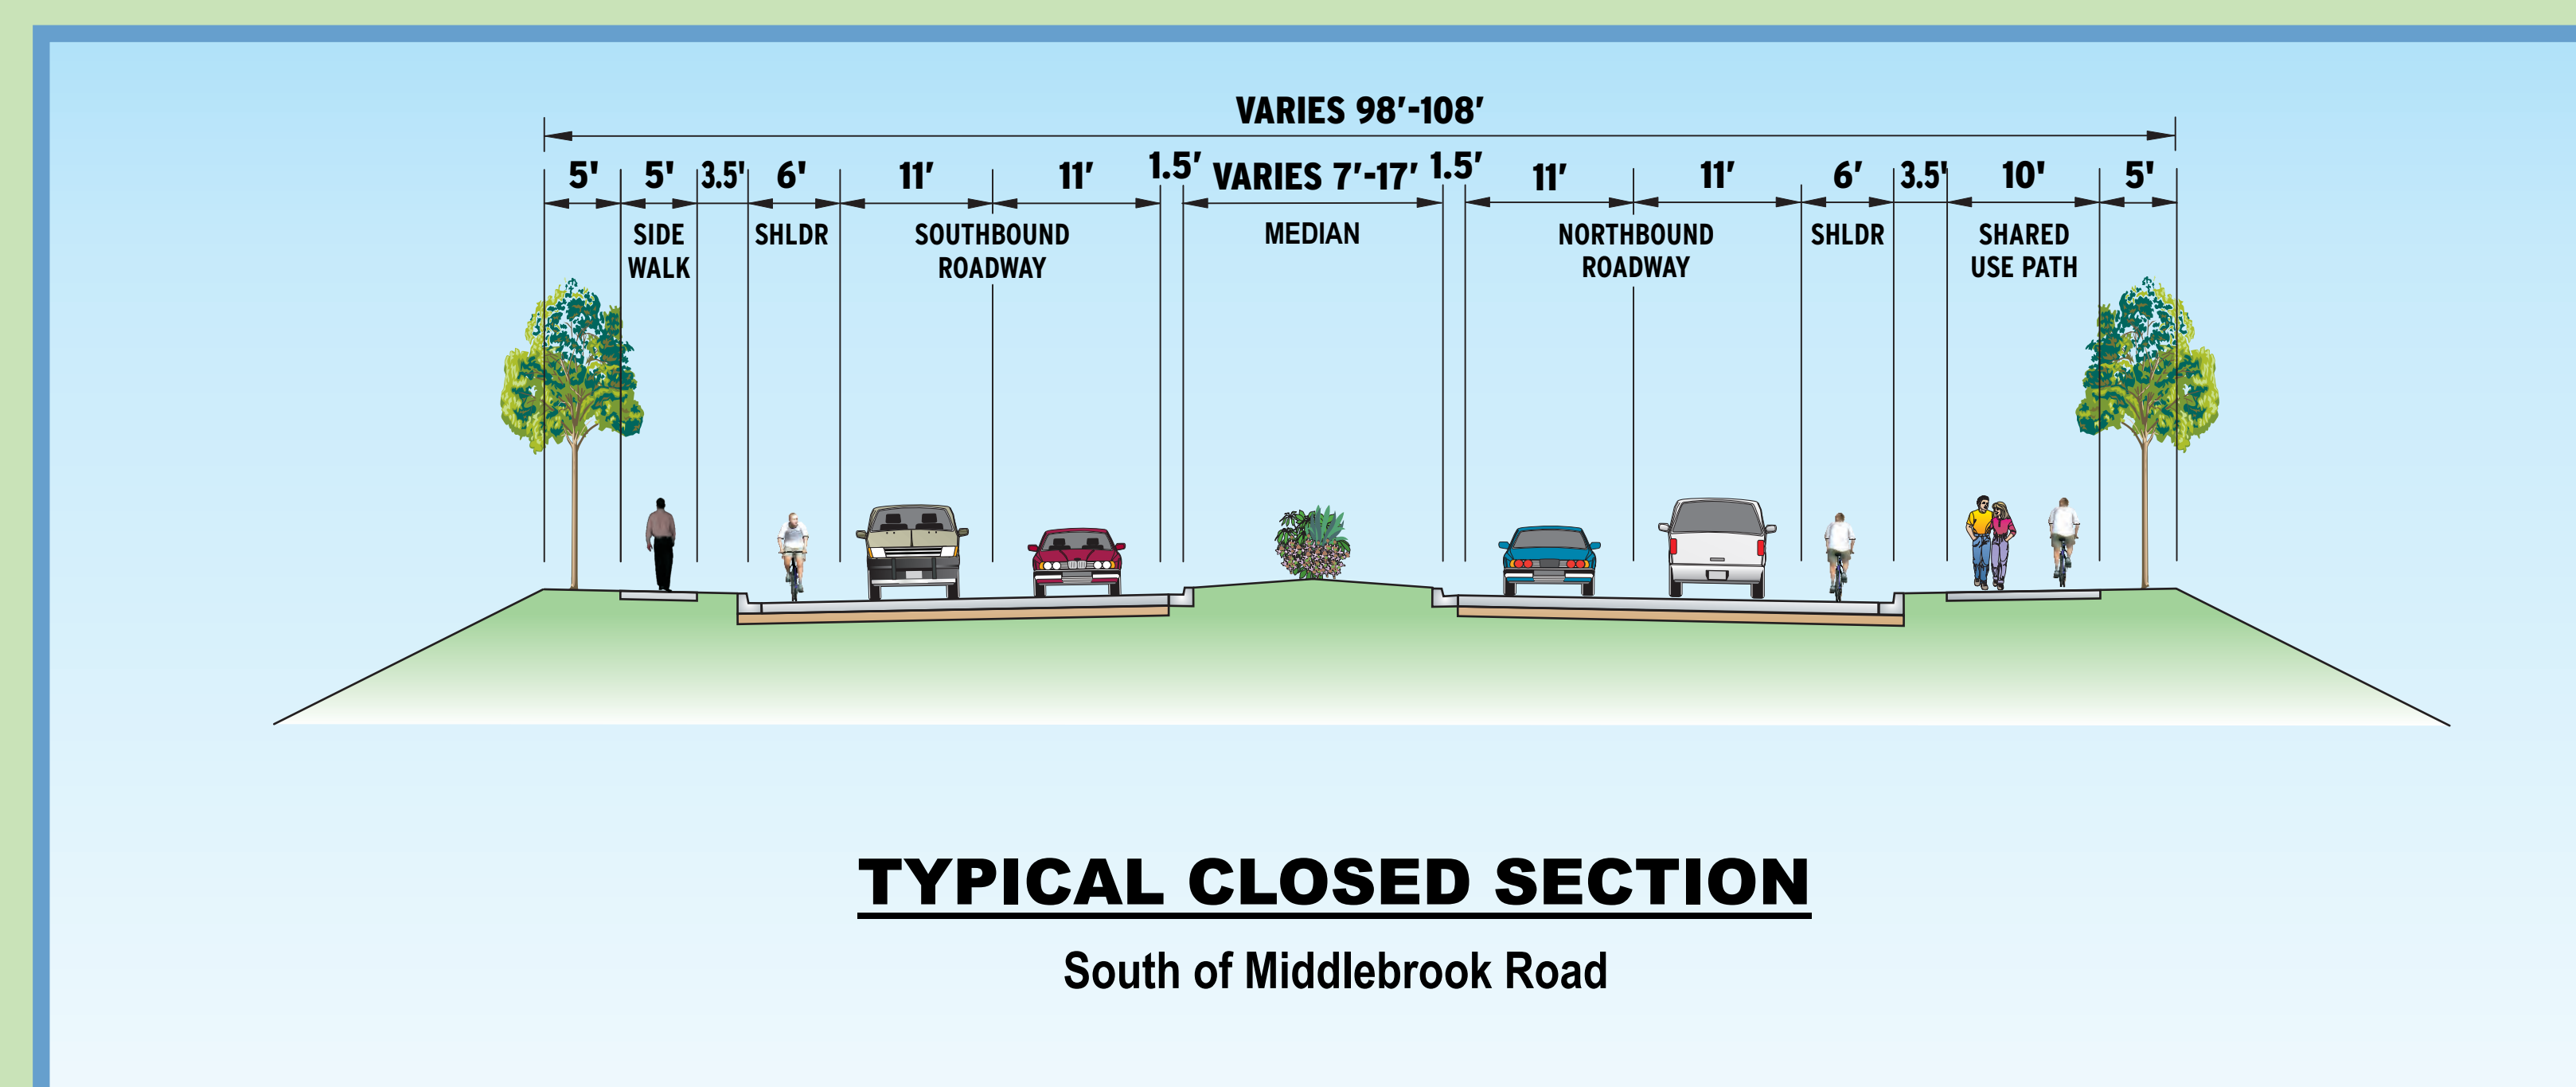 VARIES 98'-108'
5' 5' 3.5' 6' 11' 11' 1.5' VARIES 7'-17' 1.5' 11' 11' 6' 3.5' 10' 5'
SIDE WALK
SHLDR
SOUTHBOUND ROADWAY
MEDIAN
NORTHBOUND ROADWAY
SHLDR
SHARED USE PATH
TYPICAL CLOSED SECTION
South of Middlebrook Road